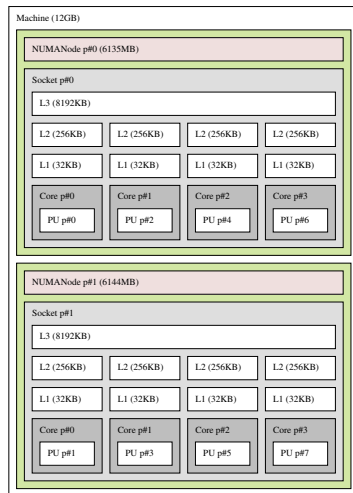 Machine (12GB)
NUMANode p#0 (6135MB)
Socket p#0
L3 (8192KB)
L2 (256KB) L2 (256KB) L2 (256KB) L2 (256KB)
L1 (32KB) L1 (32KB) L1 (32KB) L1 (32KB)
Core p#0 Core p#1 Core p#2 Core p#3
PU p#0 PU p#2 PU p#4 PU p#6
NUMANode p#1 (6144MB)
Socket p#1
L3 (8192KB)
L2 (256KB) L2 (256KB) L2 (256KB) L2 (256KB)
L1 (32KB) L1 (32KB) L1 (32KB) L1 (32KB)
Core p#0 Core p#1 Core p#2 Core p#3
PU p#1 PU p#3 PU p#5 PU p#7